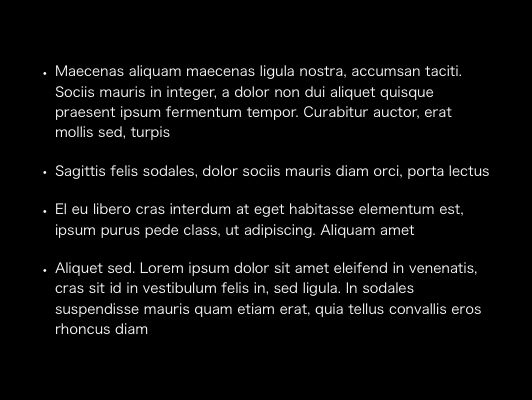 • Maecenas aliquam maecenas ligula nostra, accumsan taciti.
Sociis mauris in integer, a dolor non dui aliquet quisque
praesent ipsum fermentum tempor. Curabitur auctor, erat
mollis sed, turpis
• Sagittis felis sodales, dolor sociis mauris diam orci, porta lectus
• El eu libero cras interdum at eget habitasse elementum est,
ipsum purus pede class, ut adipiscing. Aliquam amet
• Aliquet sed. Lorem ipsum dolor sit amet eleifend in venenatis,
cras sit id in vestibulum felis in, sed ligula. In sodales
suspendisse mauris quam etiam erat, quia tellus convallis eros
rhoncus diam